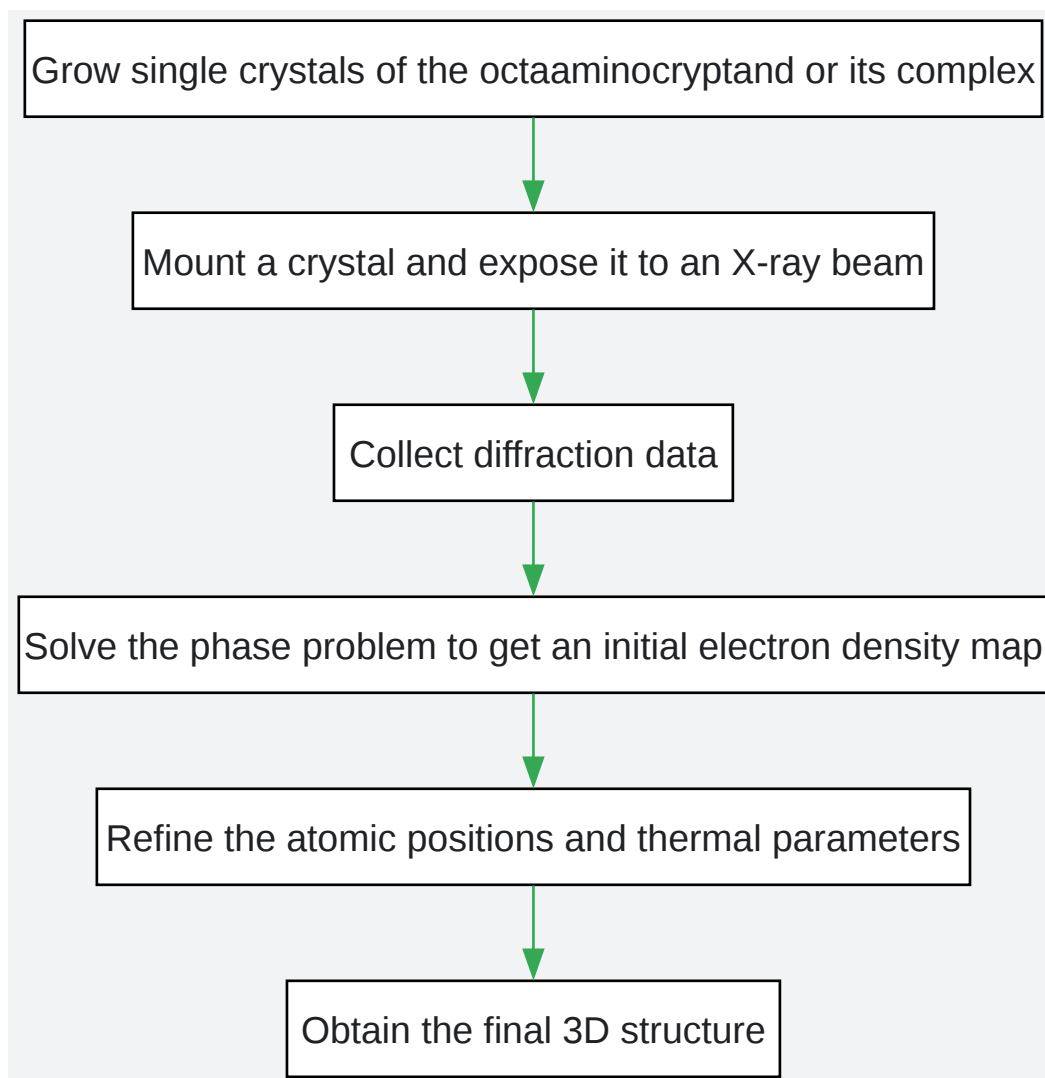 Grow single crystals of the octaaminocryptand or its complex
Mount a crystal and expose it to an X-ray beam
Collect diffraction data
Solve the phase problem to get an initial electron density map
Refine the atomic positions and thermal parameters
Obtain the final 3D structure